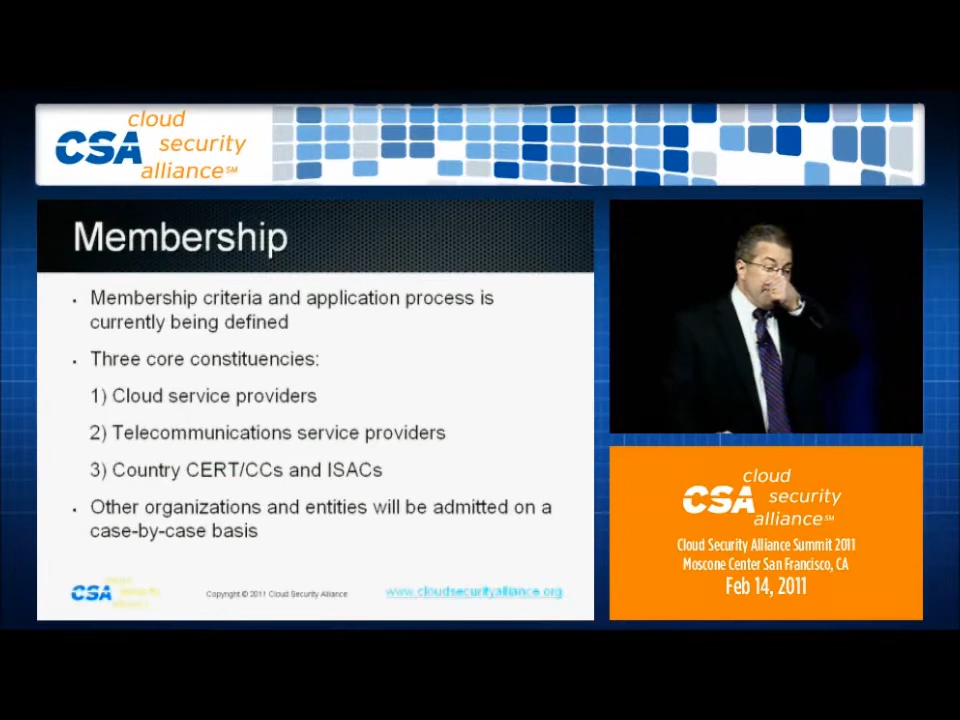 cloud
CSA security
alliance℠
Membership
• Membership criteria and application process is
currently being defined
• Three core constituencies:
1) Cloud service providers
2) Telecommunications service providers
3) Country CERT/CCs and ISACs
• Other organizations and entities will be admitted on a
case-by-case basis
CSA cloud
security
alliance
Copyright © 2011 Cloud Security Alliance
www.cloudsecurityalliance.org
cloud
CSA security
alliance℠
Cloud Security Alliance Summit 2011
Moscone Center San Francisco, CA
Feb 14, 2011